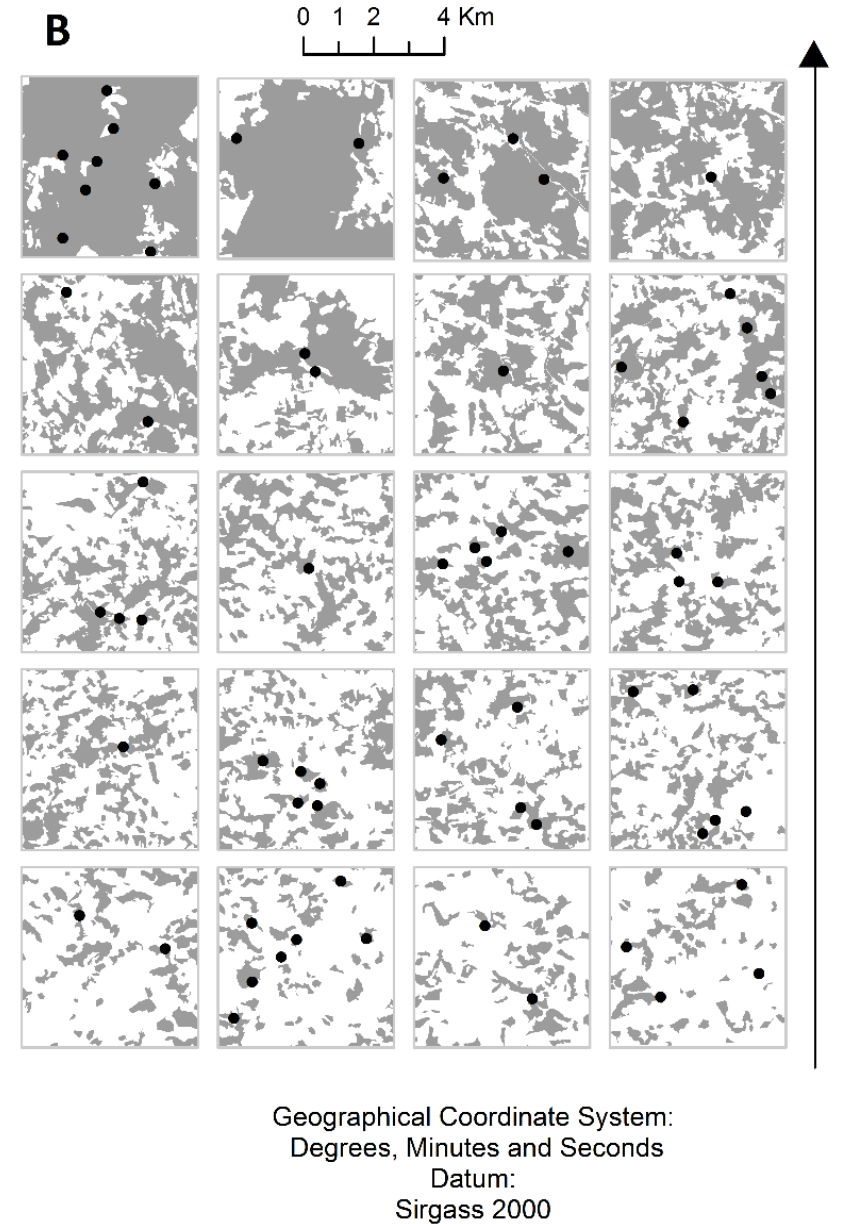 B
0 1 2 4 Km
Geographical Coordinate System:
Degrees, Minutes and Seconds
Datum:
Sirgass 2000